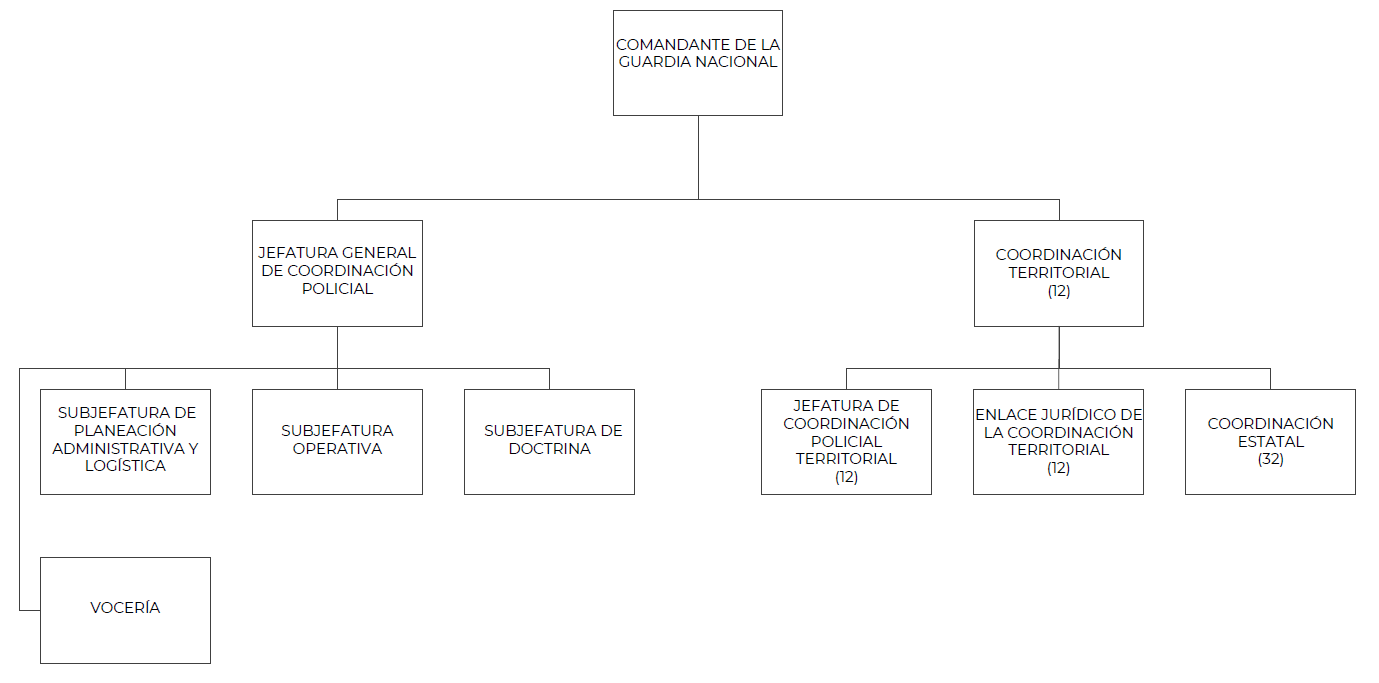 COMANDANTE DE LA
GUARDIA NACIONAL
JEFATURA GENERAL
DE COORDINACIÓN
POLICIAL
COORDINACIÓN
TERRITORIAL
(12)
SUBJEFATURA DE
PLANEACIÓN
ADMINISTRATIVA Y
LOGÍSTICA
SUBJEFATURA
OPERATIVA
SUBJEFATURA DE
DOCTRINA
JEFATURA DE
COORDINACIÓN
POLICIAL
TERRITORIAL
(12)
ENLACE JURÍDICO DE
LA COORDINACIÓN
TERRITORIAL
(12)
COORDINACIÓN
ESTATAL
(32)
VOCERÍA